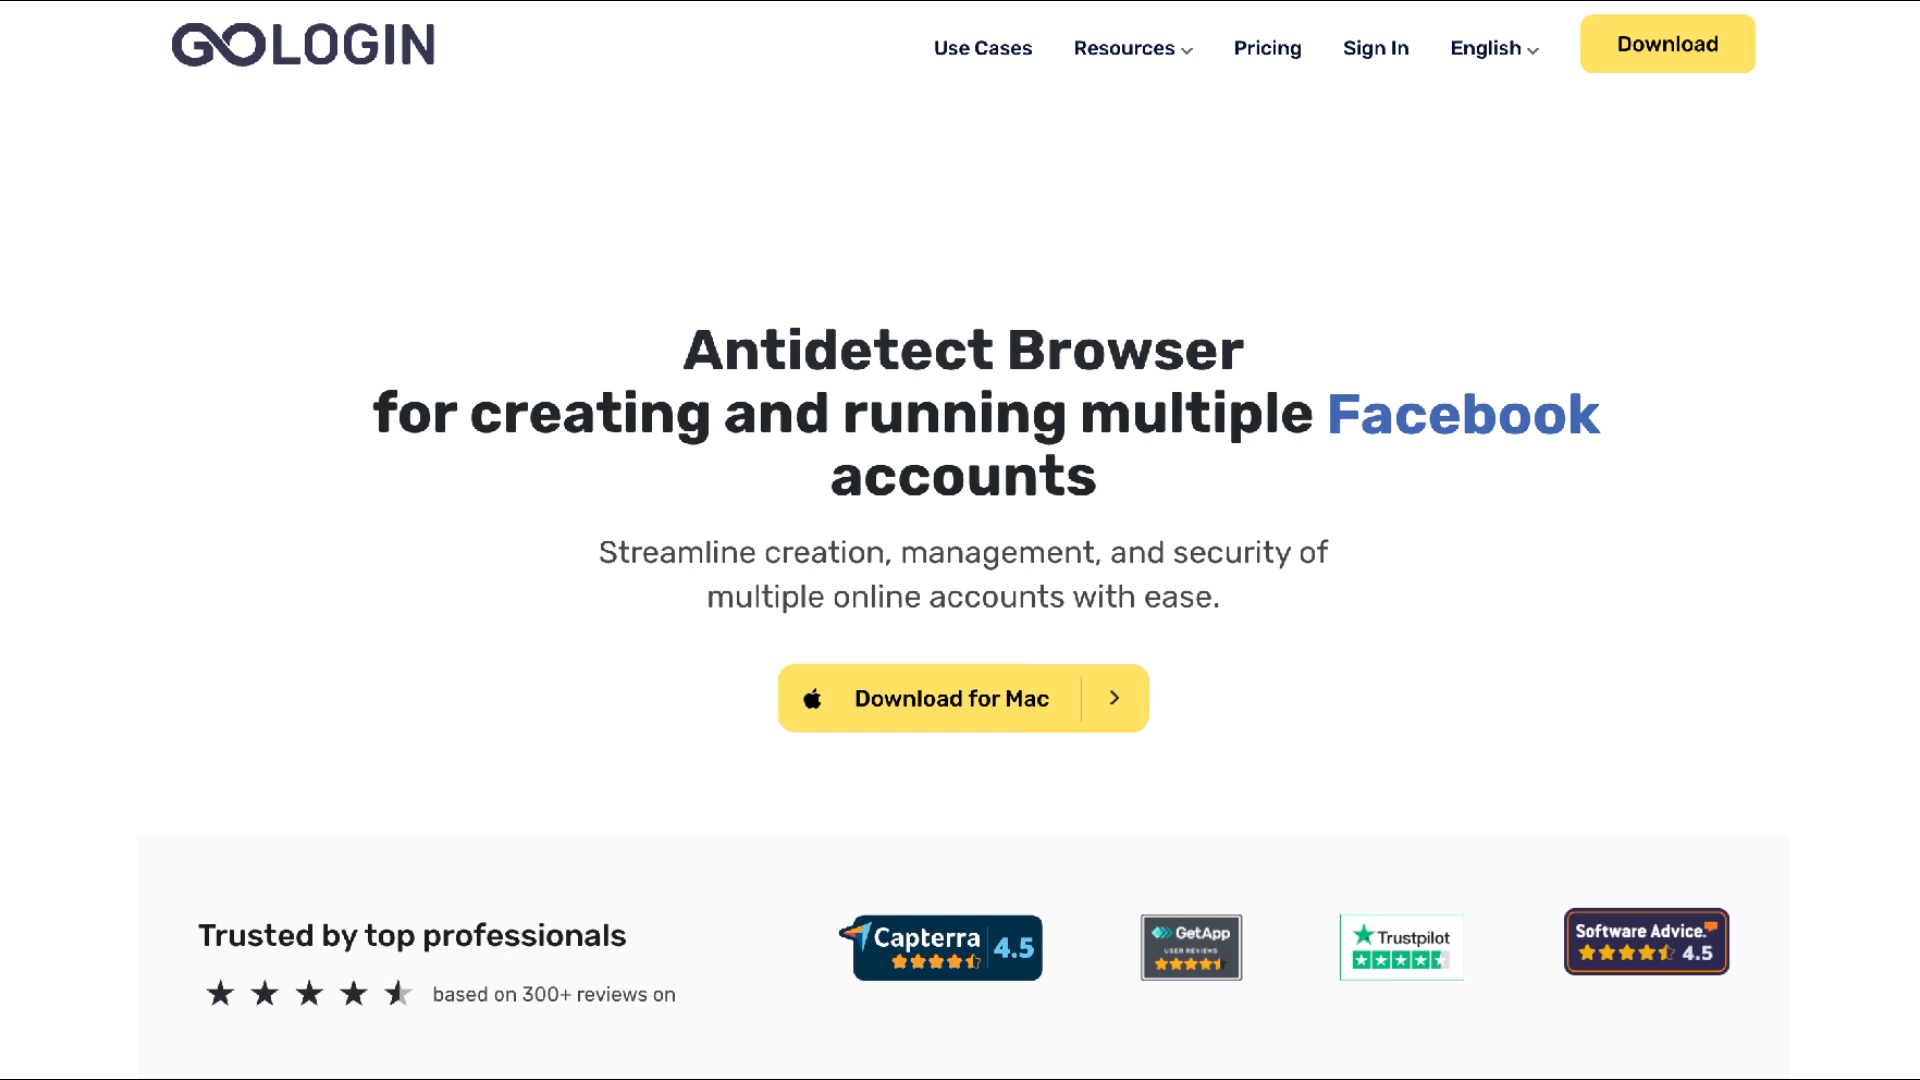 GOLOGIN
Use Cases
Resources
Pricing
Sign In
English
Download
Antidetect Browser
for creating and running multiple Facebook
accounts
Streamline creation, management, and security of
multiple online accounts with ease.
Download for Mac
Trusted by top professionals
based on 300+ reviews on
Capterra
4.5
GetApp
USER REVIEWS
Trustpilot
Software Advice.
4.5